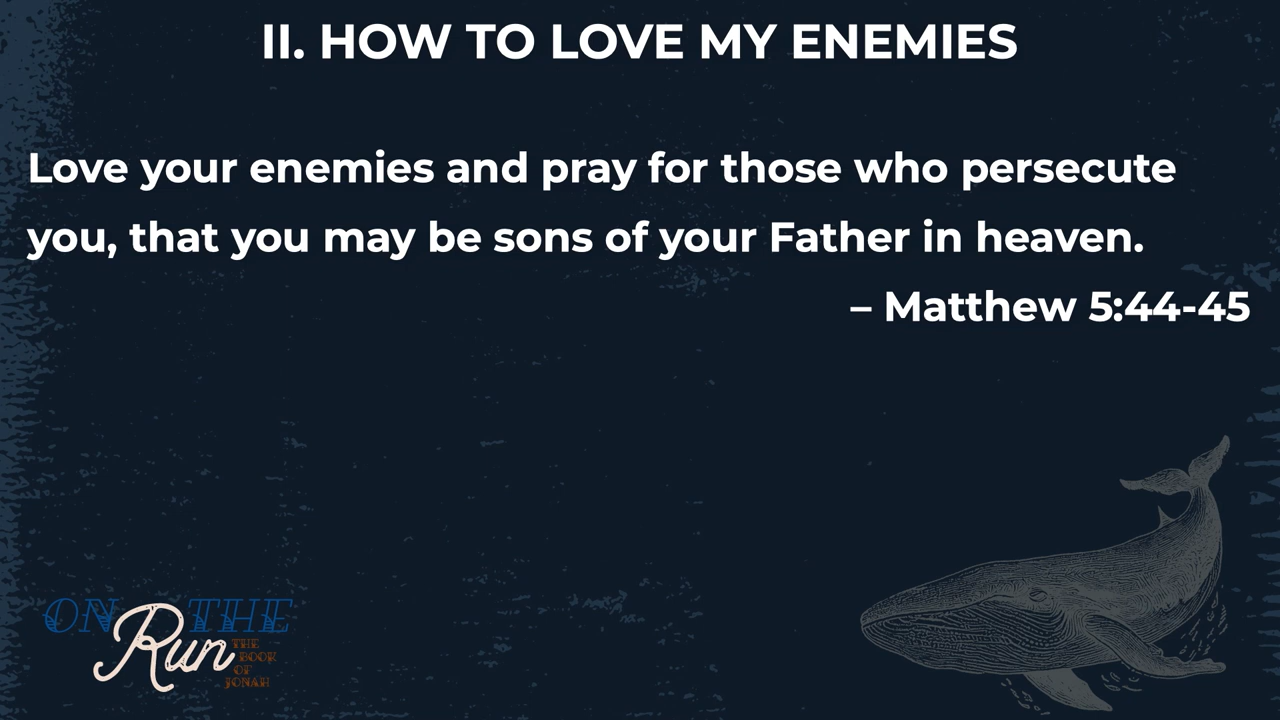 II. HOW TO LOVE MY ENEMIES
Love your enemies and pray for those who persecute
you, that you may be sons of your Father in heaven.
– Matthew 5:44-45
ON THE
Run
THE
BOOK
OF
JONAH